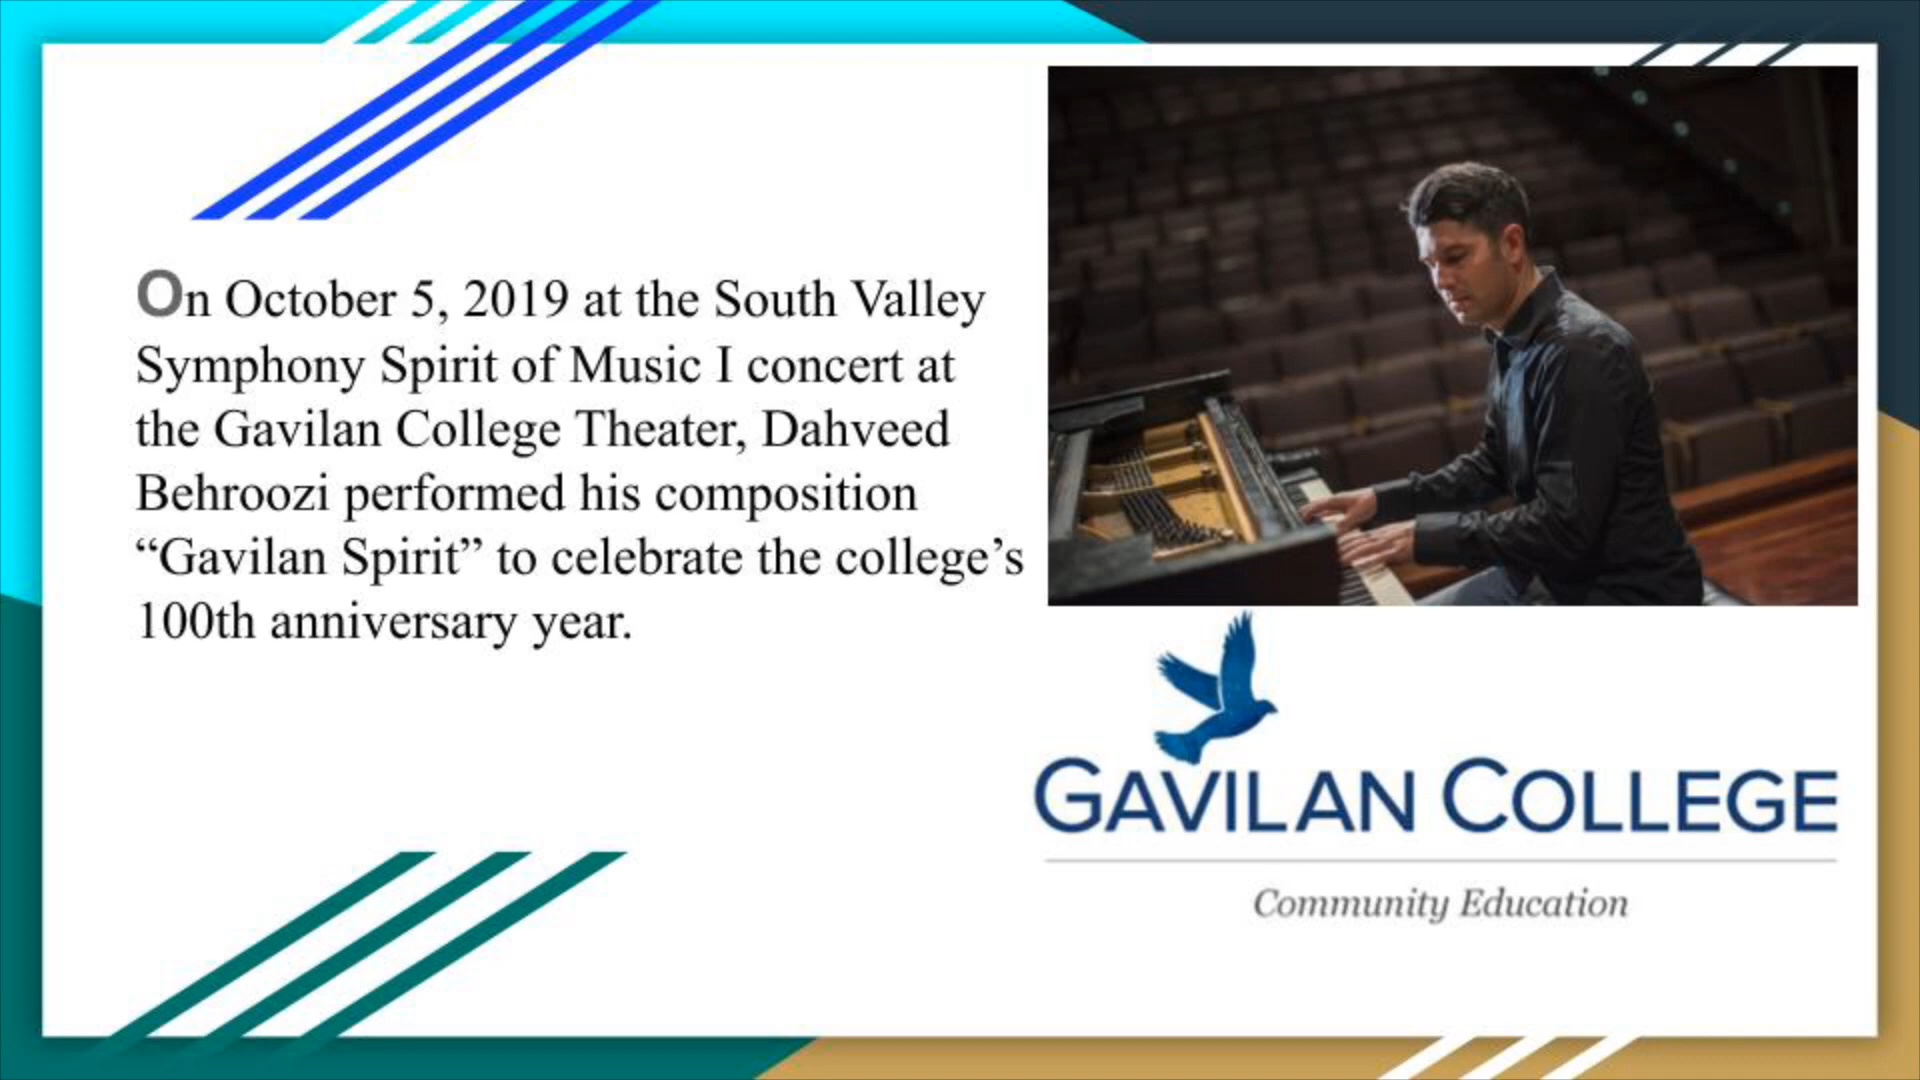 On October 5, 2019 at the South Valley
Symphony Spirit of Music I concert at
the Gavilan College Theater, Dahveed
Behroozi performed his composition
“Gavilan Spirit” to celebrate the college’s
100th anniversary year.
GAVILAN COLLEGE
Community Education